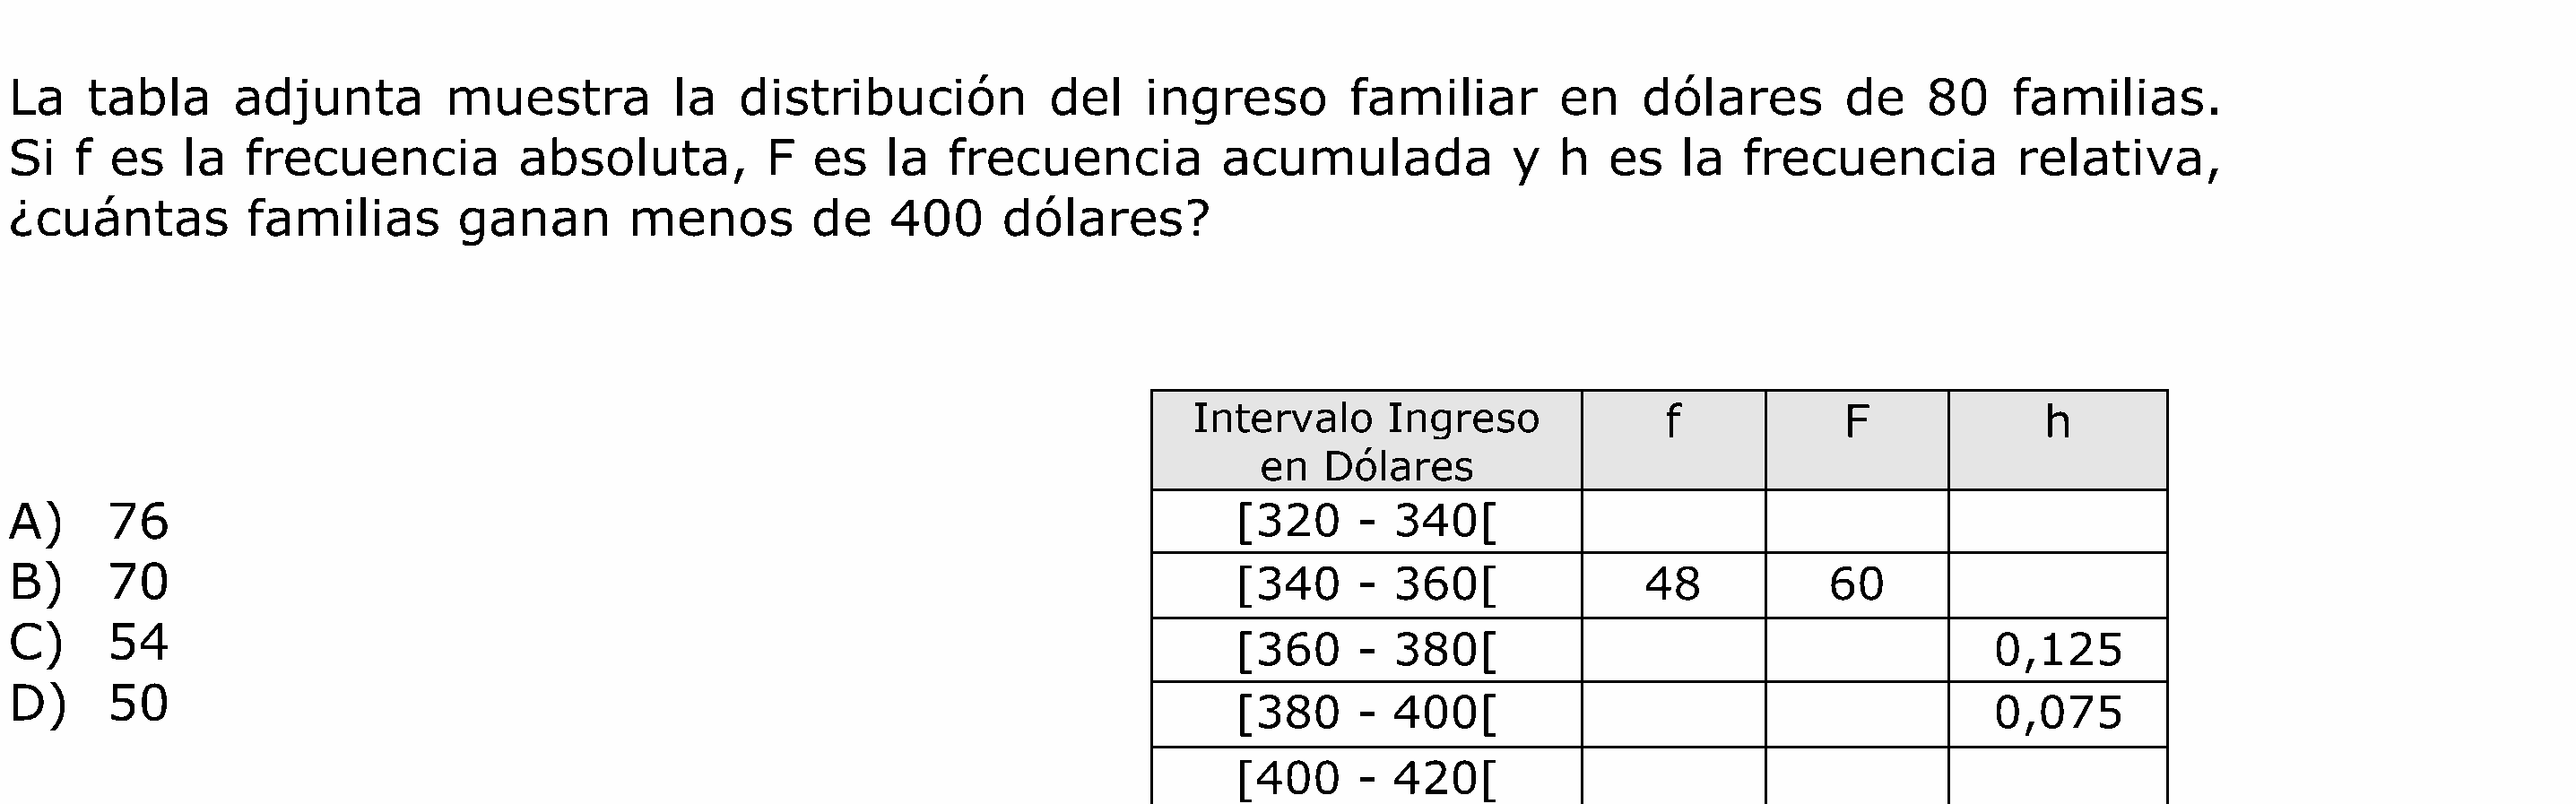 La tabla adjunta muestra la distribución del ingreso familiar en dólares de 80 familias.
Si f es la frecuencia absoluta, F es la frecuencia acumulada y h es la frecuencia relativa,
¿cuántas familias ganan menos de 400 dólares?
A) 76
B) 70
C) 54
D) 50
Intervalo Ingreso f F h
en Dólares
[320 - 340[
[340 - 360[ 48 60
[360 - 380[ 0,125
[380 - 400[ 0,075
[400 - 420[